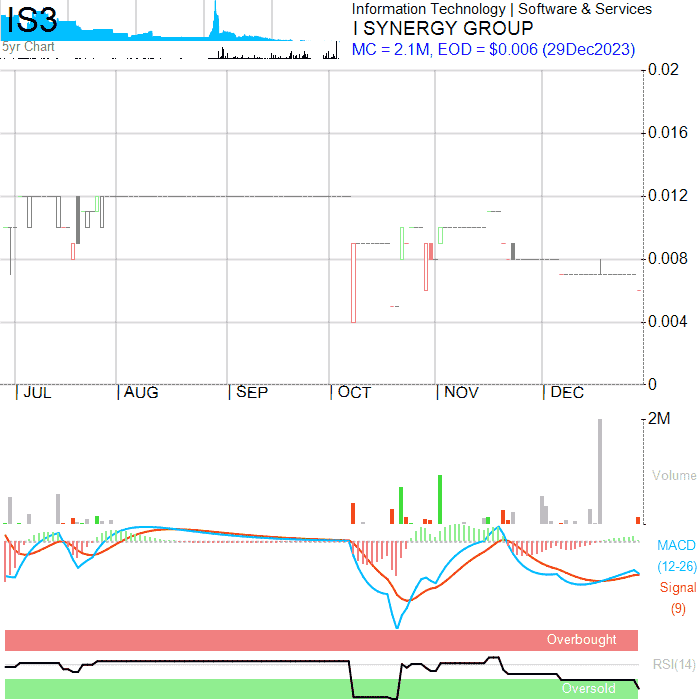 IS3
5yr Chart
Information Technology | Software & Services
I SYNERGY GROUP
MC = 2.1M, EOD = $0.006 (29Dec2023)
0.02
0.016
0.012
0.008
0.004
0
JUL AUG SEP OCT NOV DEC
2M
Volume
MACD
(12-26)
Signal
(9)
Overbought
RSI(14)
Oversold